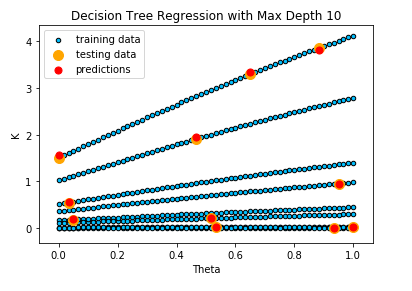 Decision Tree Regression with Max Depth 10
training data
testing data
predictions
4
3
2
1
0
K
0.0 0.2 0.4 0.6 0.8 1.0
Theta